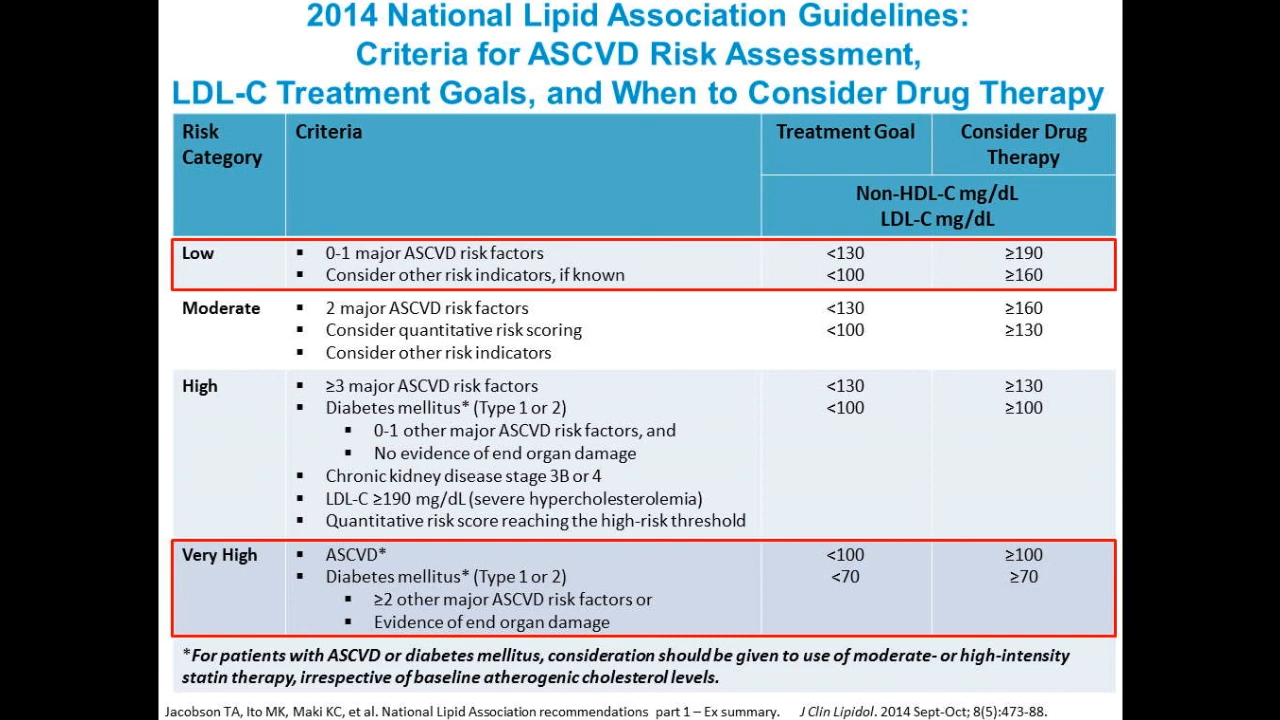 2014 National Lipid Association Guidelines:
Criteria for ASCVD Risk Assessment,
LDL-C Treatment Goals, and When to Consider Drug Therapy
Risk Category
Criteria
Treatment Goal
Consider Drug Therapy
Non-HDL-C mg/dL
LDL-C mg/dL
Low
▪ 0-1 major ASCVD risk factors <130 ≥190
▪ Consider other risk indicators, if known <100 ≥160
Moderate
▪ 2 major ASCVD risk factors <130 ≥160
▪ Consider quantitative risk scoring <100 ≥130
▪ Consider other risk indicators
High
▪ ≥3 major ASCVD risk factors <130 ≥130
▪ Diabetes mellitus* (Type 1 or 2) <100 ≥100
▪ 0-1 other major ASCVD risk factors, and
▪ No evidence of end organ damage
▪ Chronic kidney disease stage 3B or 4
▪ LDL-C ≥190 mg/dL (severe hypercholesterolemia)
▪ Quantitative risk score reaching the high-risk threshold
Very High
▪ ASCVD* <100 ≥100
▪ Diabetes mellitus* (Type 1 or 2) <70 ≥70
▪ ≥2 other major ASCVD risk factors or
▪ Evidence of end organ damage
*For patients with ASCVD or diabetes mellitus, consideration should be given to use of moderate- or high-intensity
statin therapy, irrespective of baseline atherogenic cholesterol levels.
Jacobson TA, Ito MK, Maki KC, et al. National Lipid Association recommendations part 1 – Ex summary. J Clin Lipidol. 2014 Sept-Oct; 8(5):473-88.